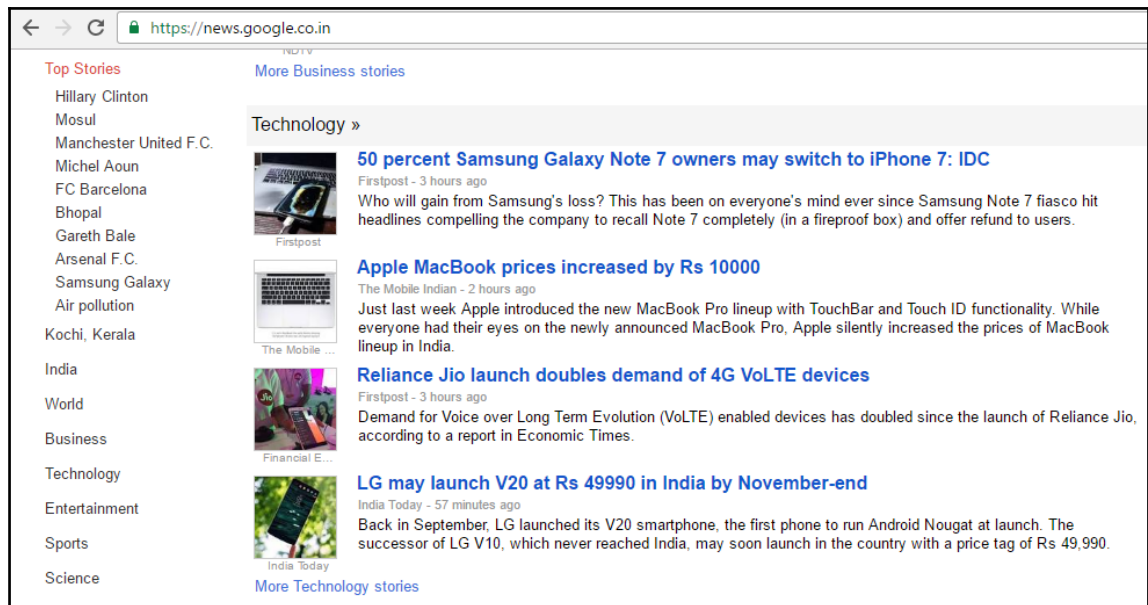 https://news.google.co.in
Top Stories
Hillary Clinton
Mosul
Manchester United F.C.
Michel Aoun
FC Barcelona
Bhopal
Gareth Bale
Arsenal F.C.
Samsung Galaxy
Air pollution
Kochi, Kerala
India
World
Business
Technology
Entertainment
Sports
Science
NDTV
More Business stories
Technology »
50 percent Samsung Galaxy Note 7 owners may switch to iPhone 7: IDC
Firstpost - 3 hours ago
Who will gain from Samsung's loss? This has been on everyone's mind ever since Samsung Note 7 fiasco hit
headlines compelling the company to recall Note 7 completely (in a fireproof box) and offer refund to users.
Firstpost
Apple MacBook prices increased by Rs 10000
The Mobile Indian - 2 hours ago
Just last week Apple introduced the new MacBook Pro lineup with TouchBar and Touch ID functionality. While
everyone had their eyes on the newly announced MacBook Pro, Apple silently increased the prices of MacBook
lineup in India.
The Mobile ...
Reliance Jio launch doubles demand of 4G VoLTE devices
Firstpost - 3 hours ago
Demand for Voice over Long Term Evolution (VoLTE) enabled devices has doubled since the launch of Reliance Jio,
according to a report in Economic Times.
Jio
Financial E...
LG may launch V20 at Rs 49990 in India by November-end
India Today - 57 minutes ago
Back in September, LG launched its V20 smartphone, the first phone to run Android Nougat at launch. The
successor of LG V10, which never reached India, may soon launch in the country with a price tag of Rs 49,990.
India Today
More Technology stories